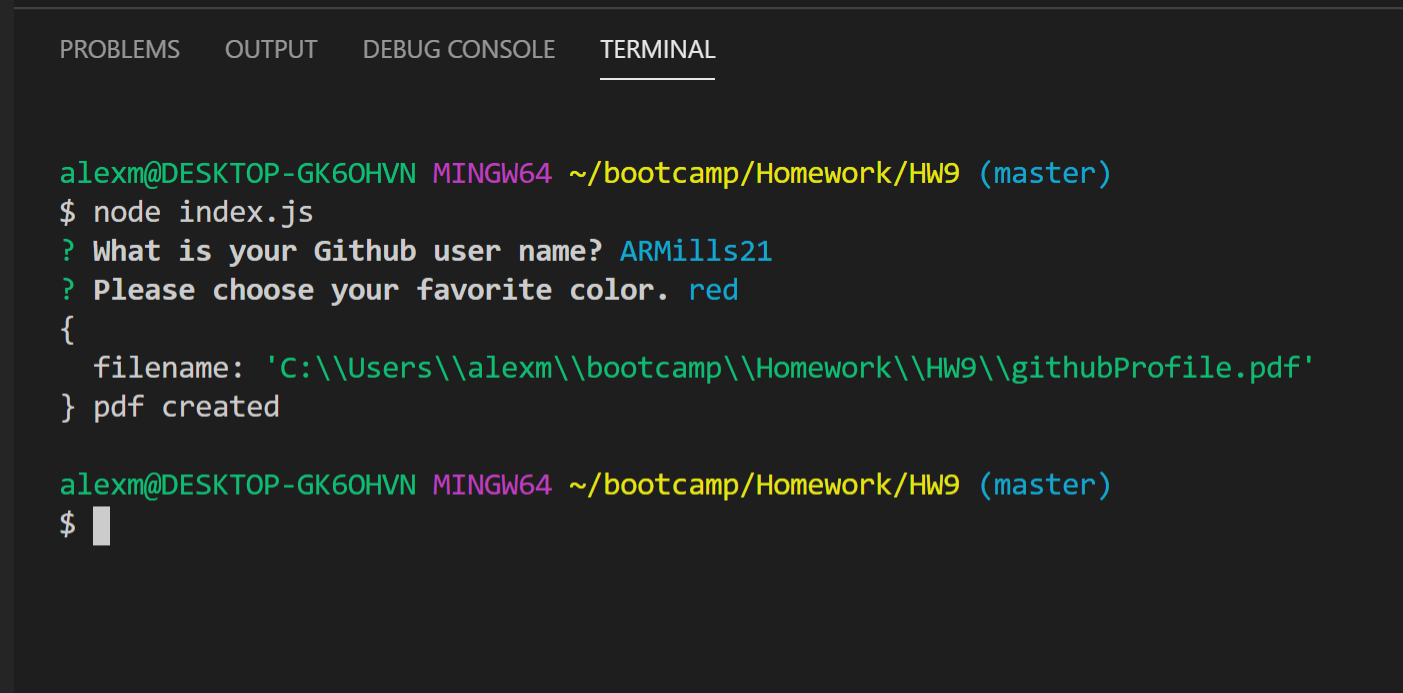 PROBLEMS OUTPUT DEBUG CONSOLE TERMINAL
alexm@DESKTOP-GK6OHVN MINGW64 ~/bootcamp/Homework/HW9 (master)
$ node index.js
? What is your Github user name? ARMills21
? Please choose your favorite color. red
{
  filename: 'C:\\Users\\alexm\\bootcamp\\Homework\\HW9\\githubProfile.pdf'
} pdf created
alexm@DESKTOP-GK6OHVN MINGW64 ~/bootcamp/Homework/HW9 (master)
$